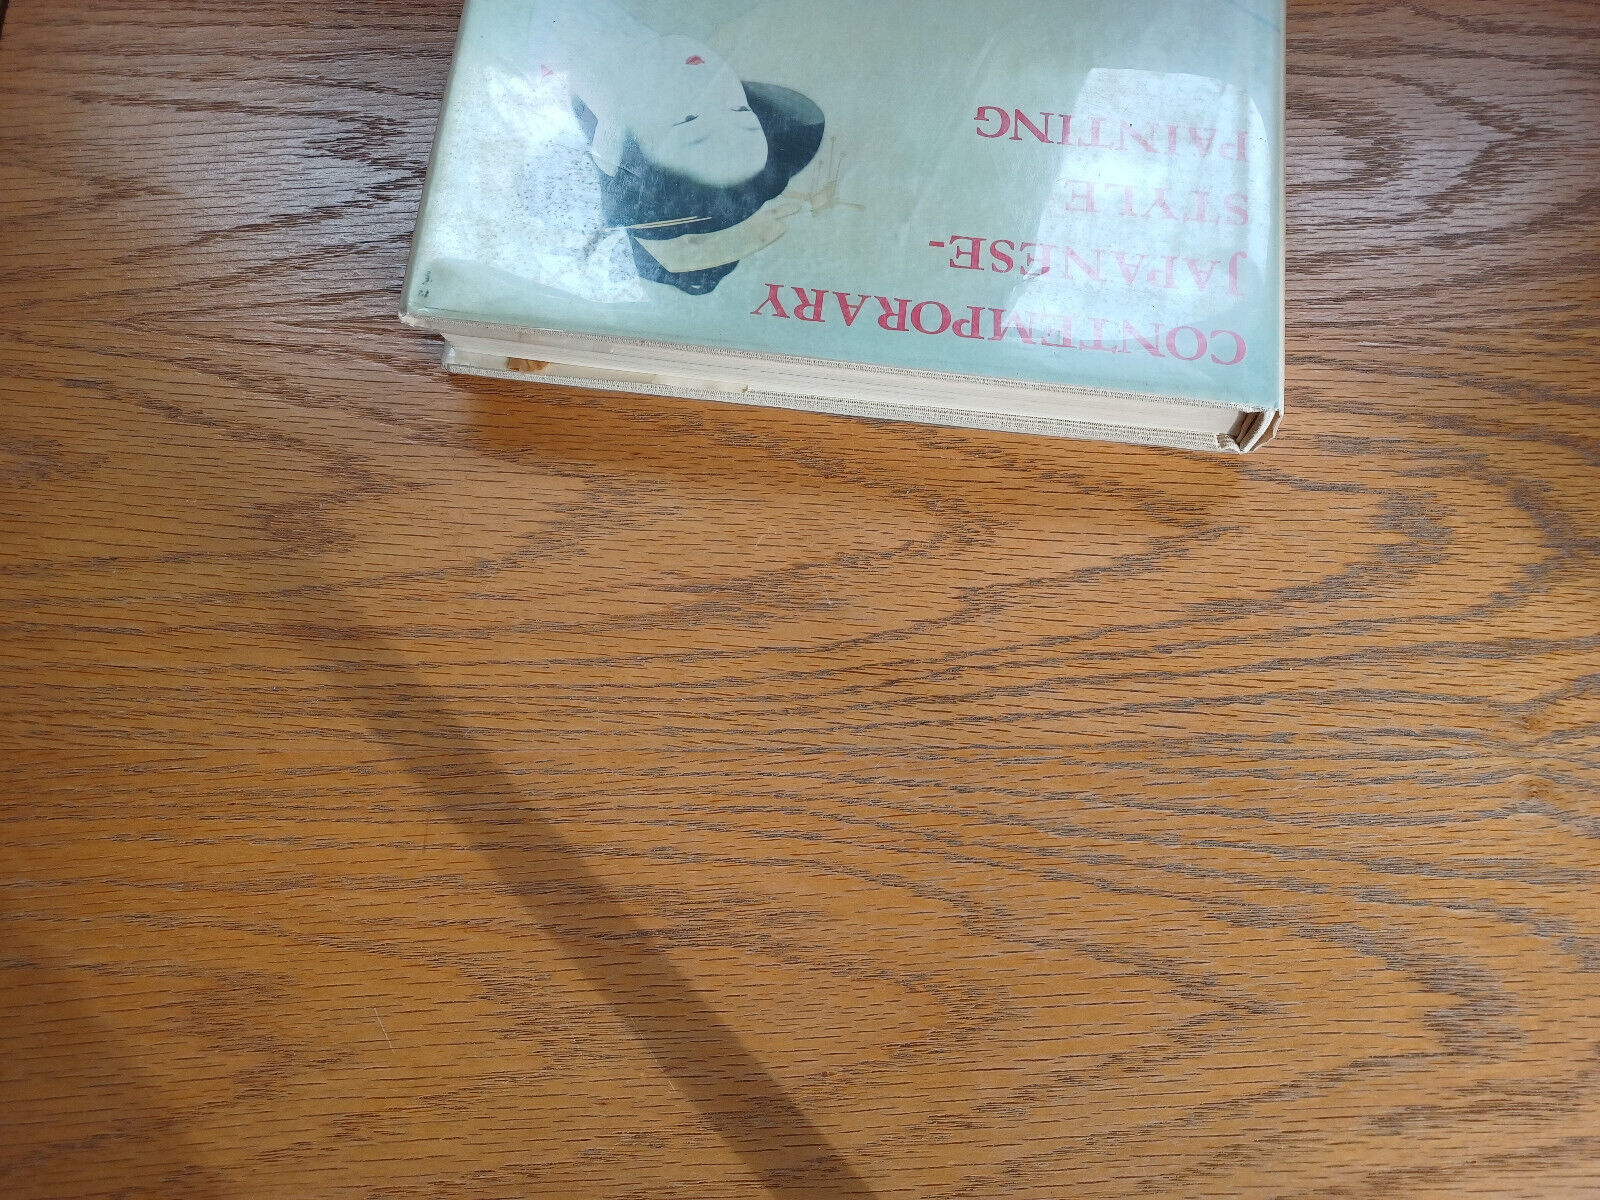 CONTEMPORARY
JAPANESE-
STYLE
PAINTING